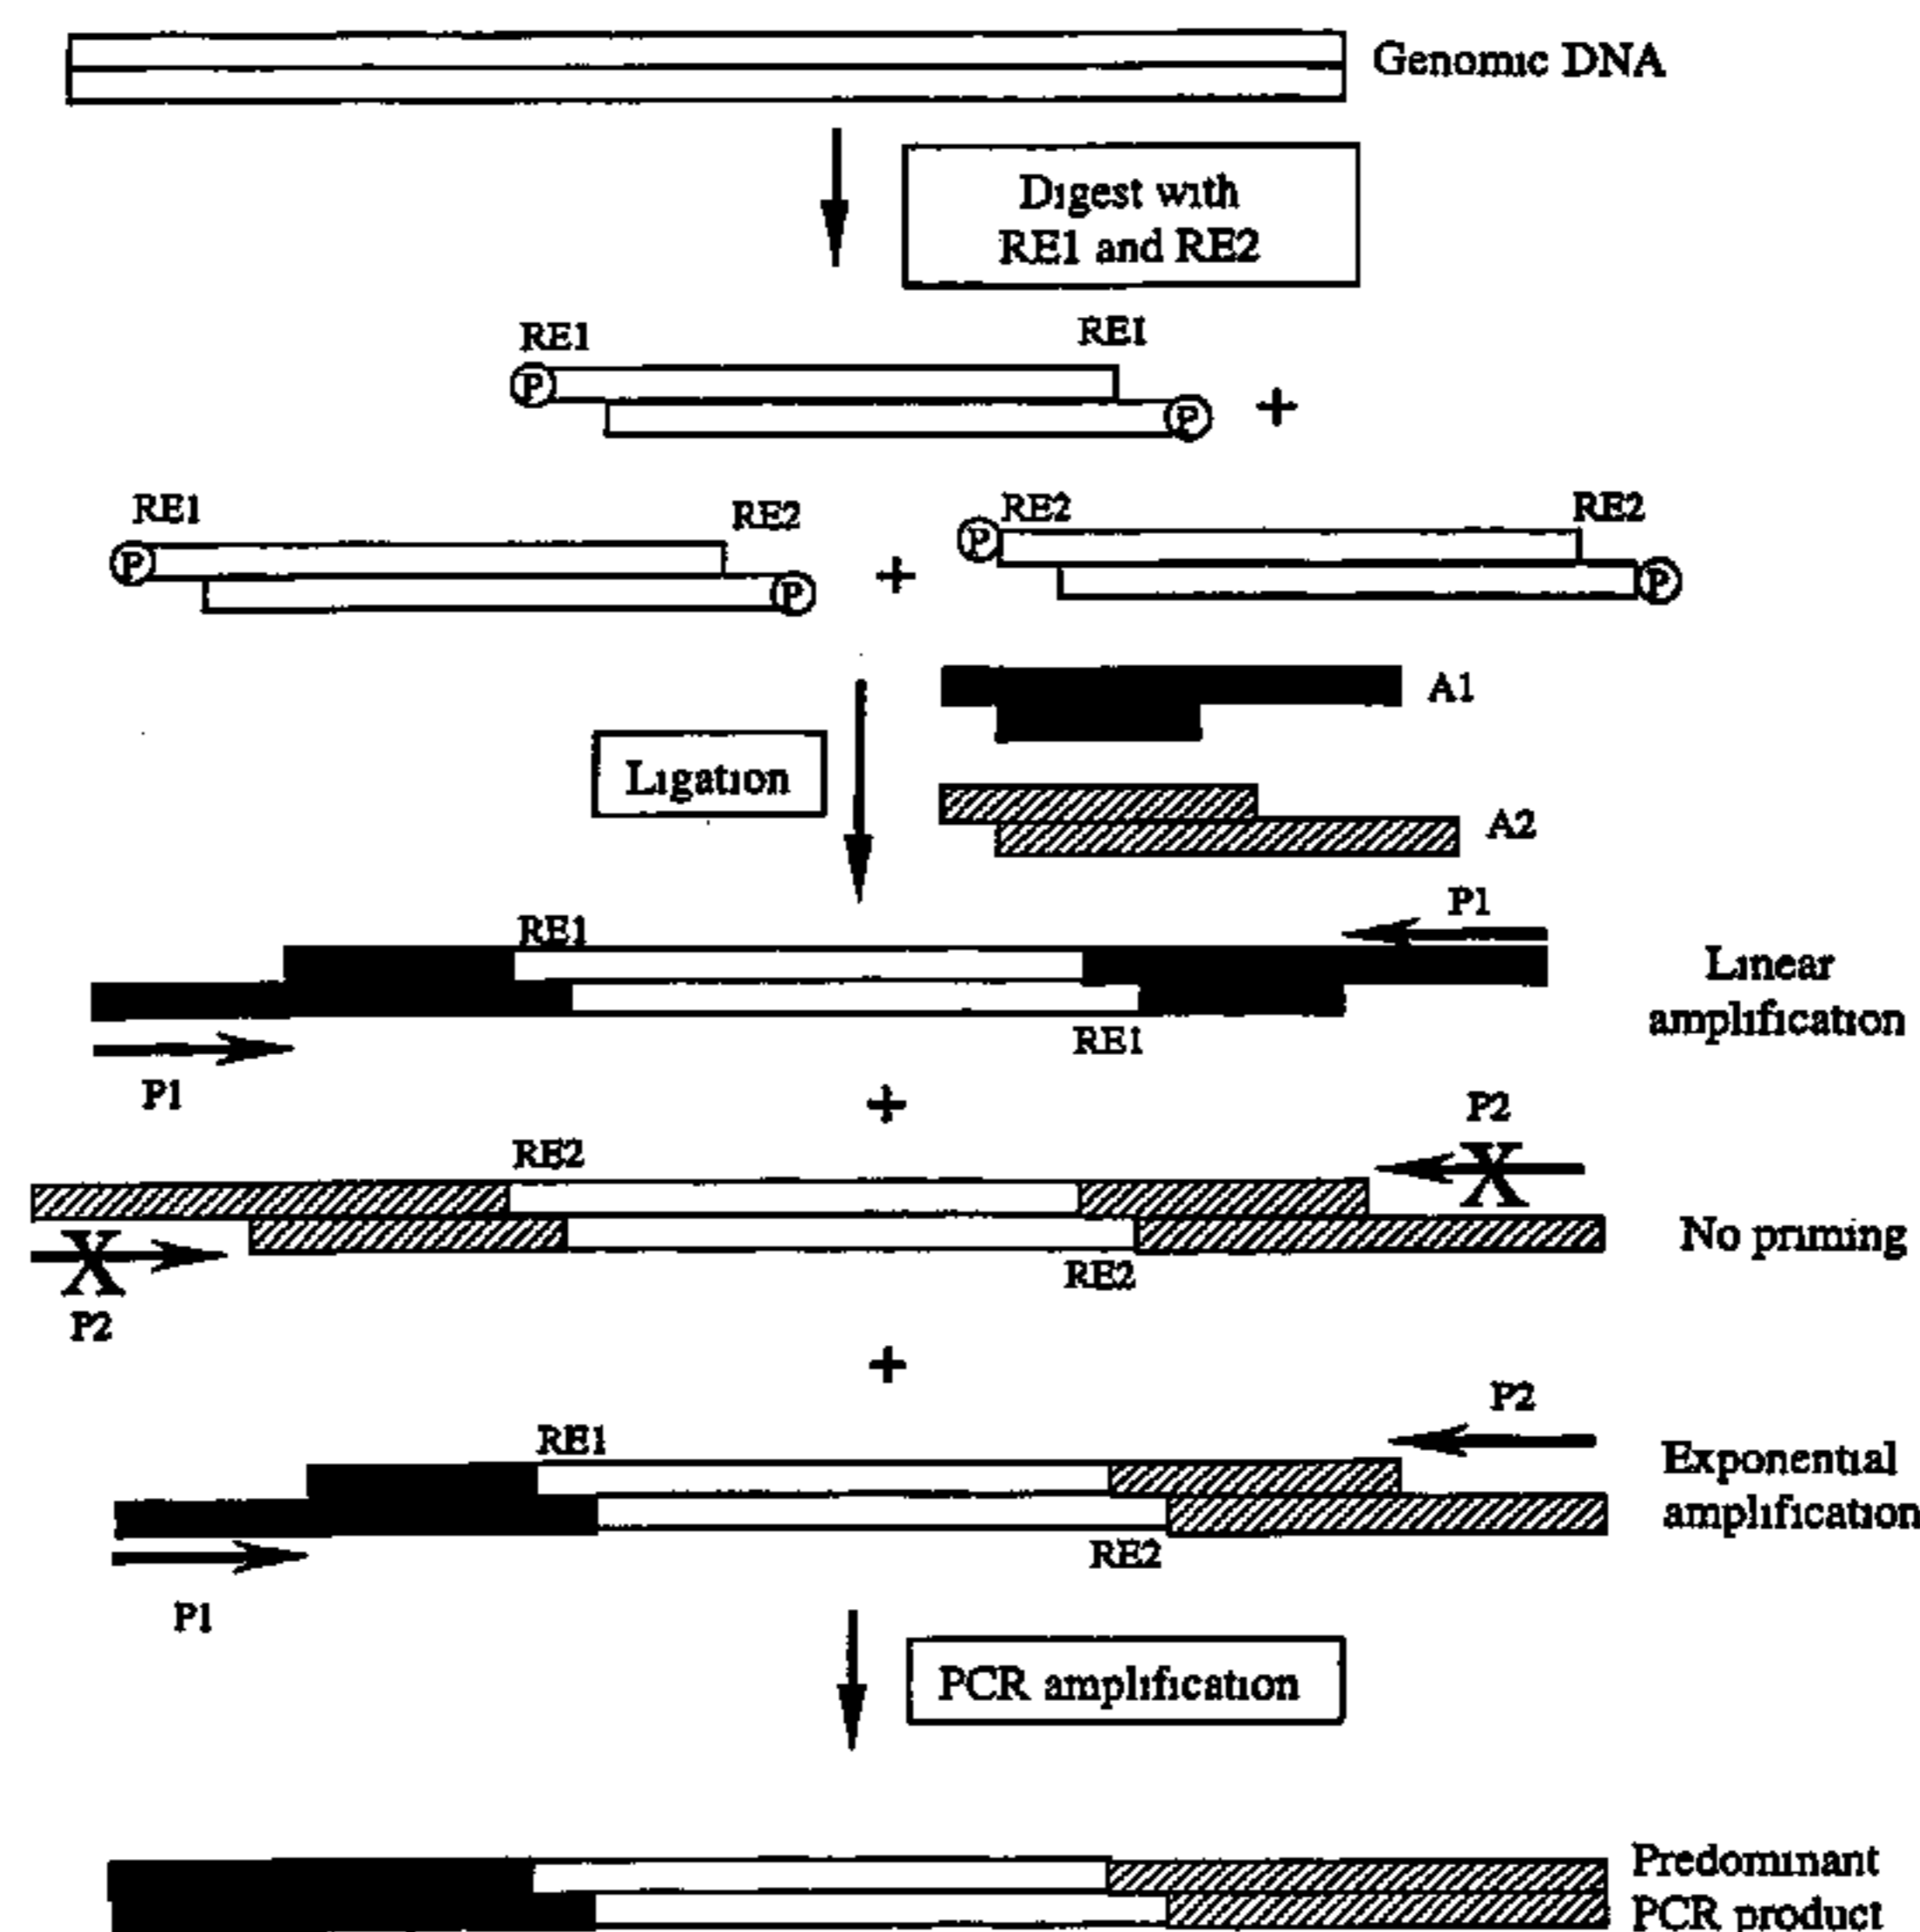 Genomic DNA
Digest with
RE1 and RE2
RE1 RE1
P
P +
RE1 RE2 RE2 RE2
P P + P P
A1
Ligation
A2
P1
RE1
Linear
amplification
RE1
P1
+
P2
RE2
X
No priming
X
RE2
P2
+
P2
RE1
Exponential
amplification
RE2
P1
PCR amplification
Predominant
PCR product